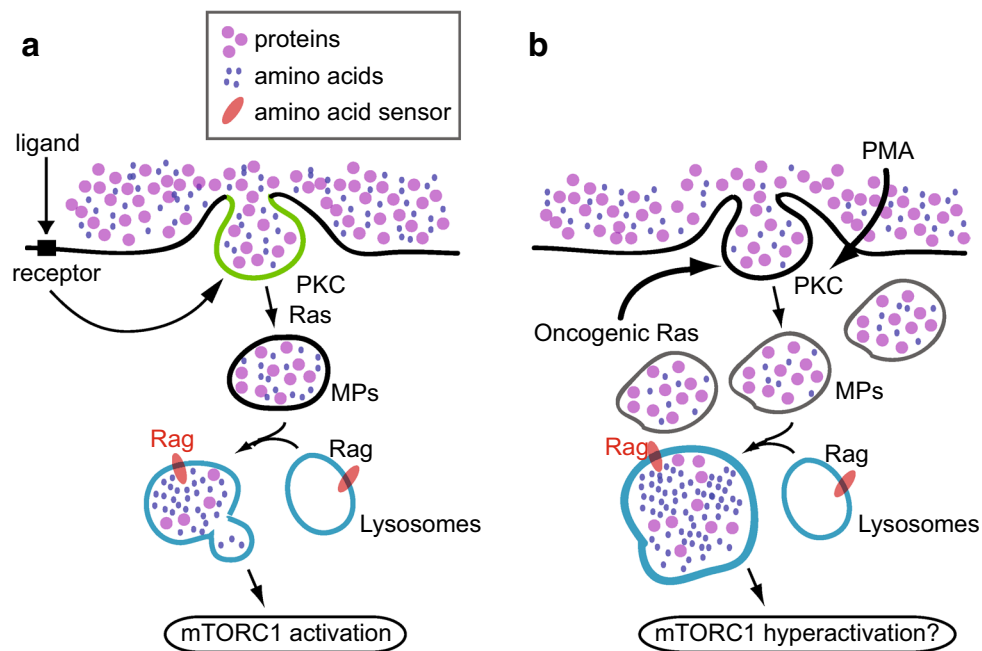 a
proteins
amino acids
amino acid sensor
ligand
receptor
PKC
Ras
MPs
Rag
Rag
Lysosomes
mTORC1 activation
b
PMA
PKC
Oncogenic Ras
MPs
Rag
Rag
Lysosomes
mTORC1 hyperactivation?